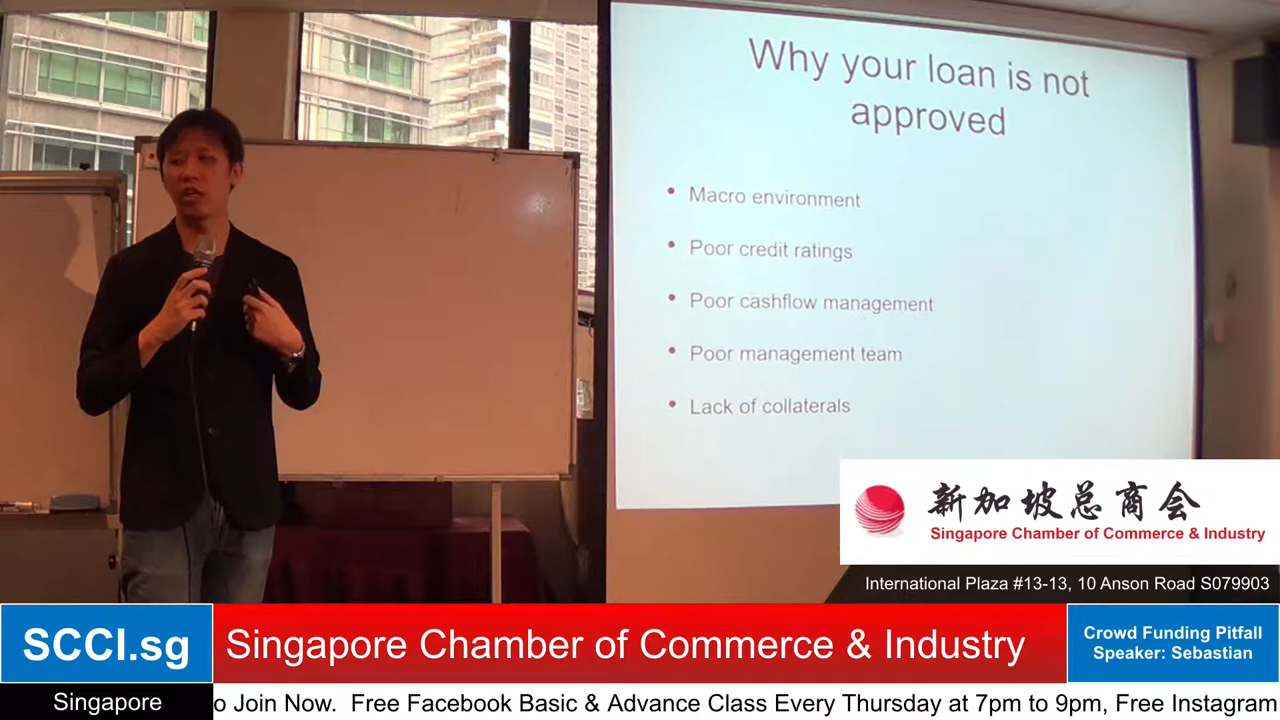 Why your loan is not
approved
• Macro environment
• Poor credit ratings
• Poor cashflow management
• Poor management team
• Lack of collaterals
新加坡总商会
Singapore Chamber of Commerce & Industry
International Plaza #13-13, 10 Anson Road S079903
SCCI.sg
Singapore Chamber of Commerce & Industry
Crowd Funding Pitfall
Speaker: Sebastian
Singapore
o Join Now. Free Facebook Basic & Advance Class Every Thursday at 7pm to 9pm, Free Instagram